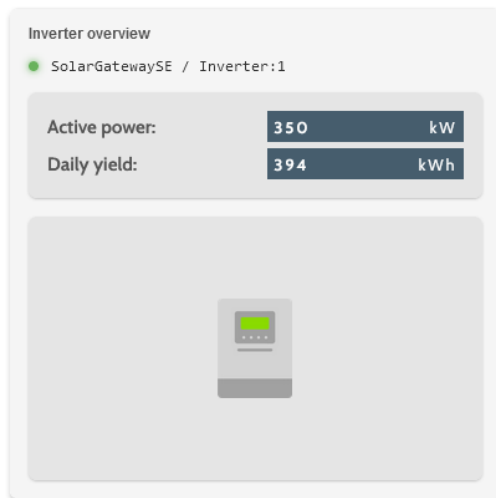 Inverter overview
SolarGatewaySE / Inverter:1
Active power: 350 kW
Daily yield: 394 kWh